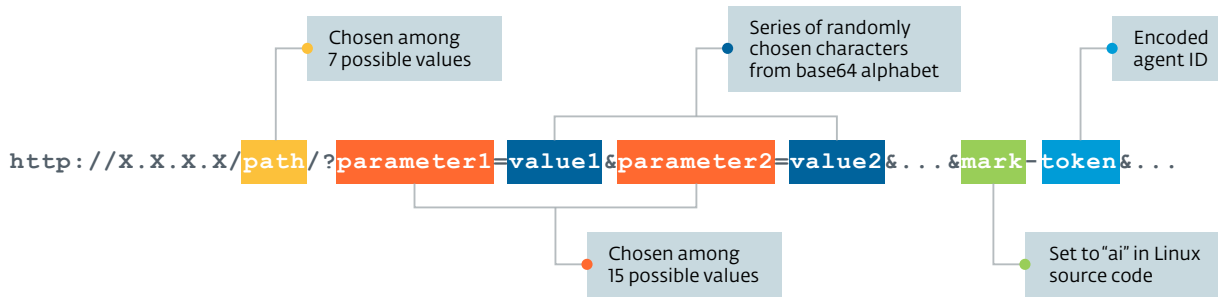 Chosen among
7 possible values
Series of randomly
chosen characters
from base64 alphabet
Encoded
agent ID
http://X.X.X.X/path/?parameter1=value1&parameter2=value2&...&mark-token&...
Chosen among
15 possible values
Set to "ai" in Linux
source code